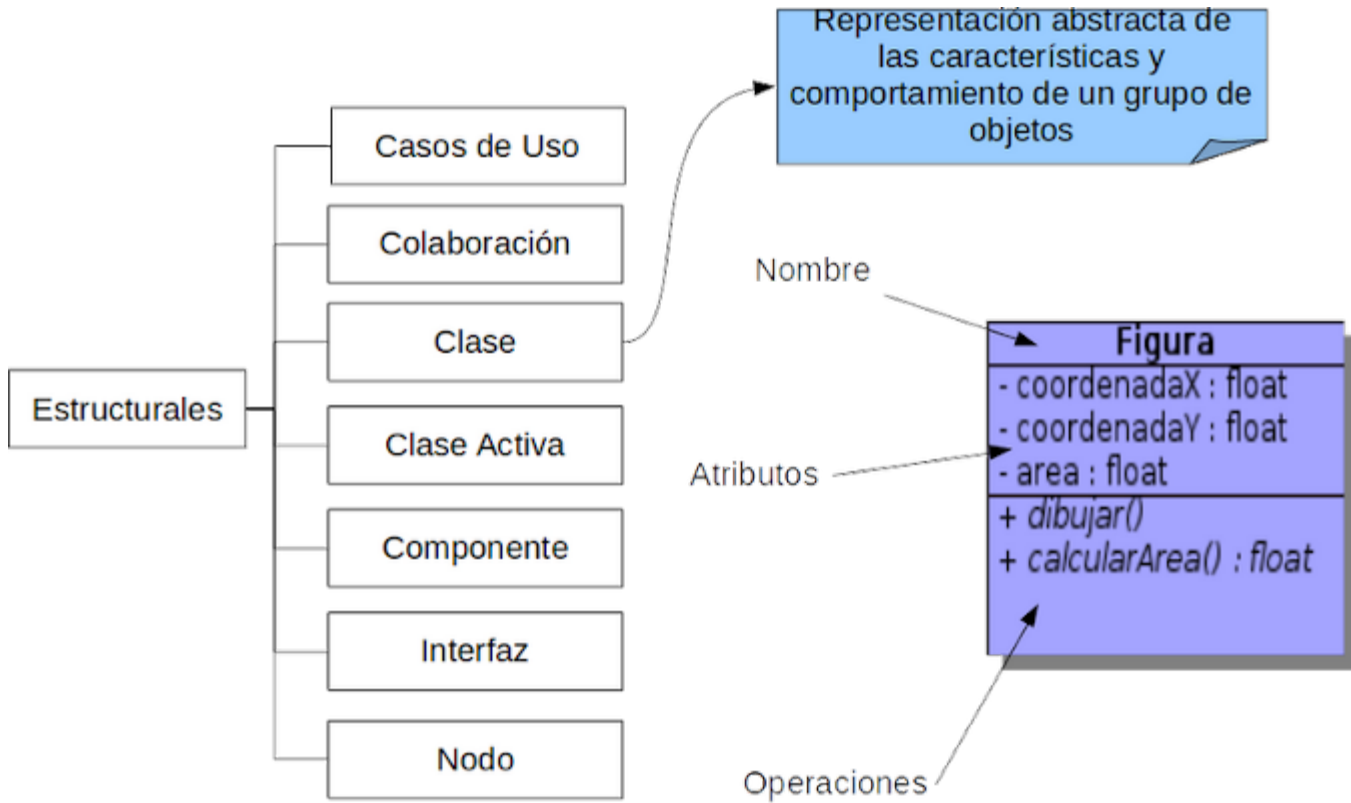 Representación abstracta de
las características y
comportamiento de un grupo de
objetos
Casos de Uso
Colaboración
Clase
Estructurales
Clase Activa
Componente
Interfaz
Nodo
Nombre
Atributos
Operaciones
Figura
- coordenadaX : float
- coordenadaY : float
- area : float
+ dibujar()
+ calcularArea() : float